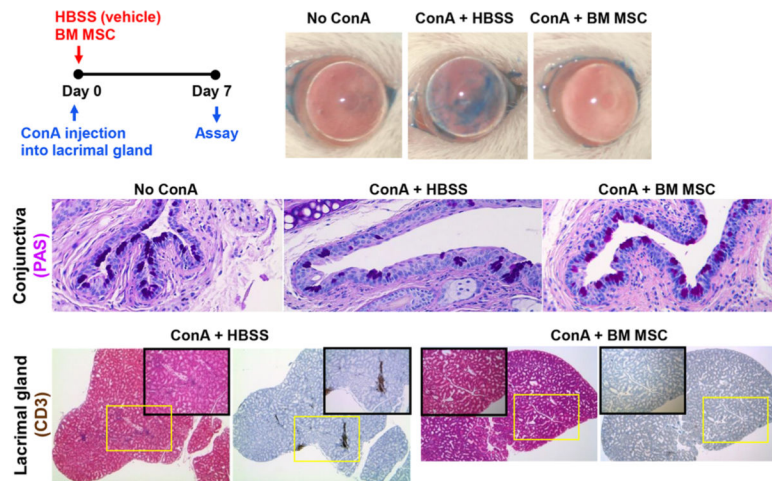 HBSS (vehicle)
BM MSC
Day 0
Day 7
ConA injection
into lacrimal gland
Assay
No ConA
ConA + HBSS
ConA + BM MSC
No ConA
ConA + HBSS
ConA + BM MSC
Conjunctiva
(PAS)
ConA + HBSS
ConA + BM MSC
Lacrimal gland
(CD3)